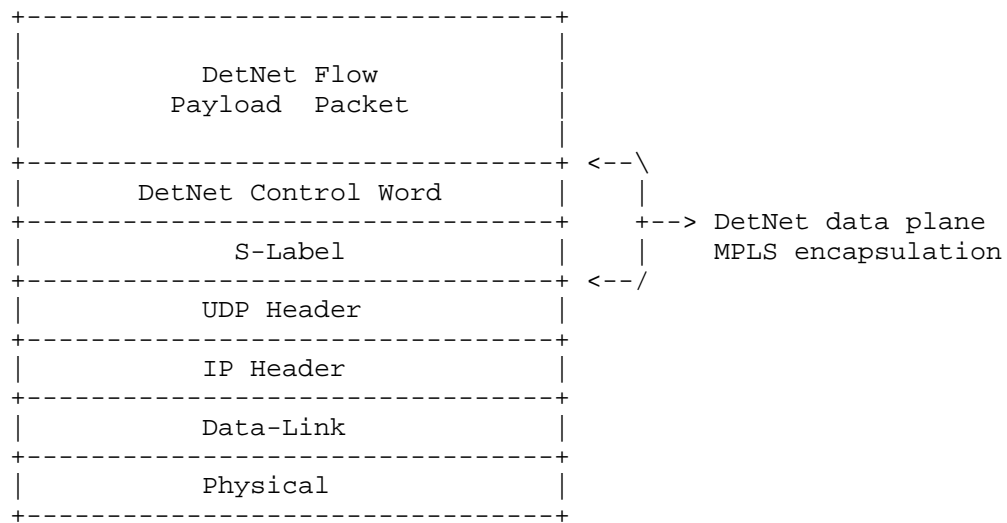 DetNet Flow
Payload  Packet
<--\
DetNet Control Word
+--> DetNet data plane
S-Label
MPLS encapsulation
<--/
UDP Header
IP Header
Data-Link
Physical